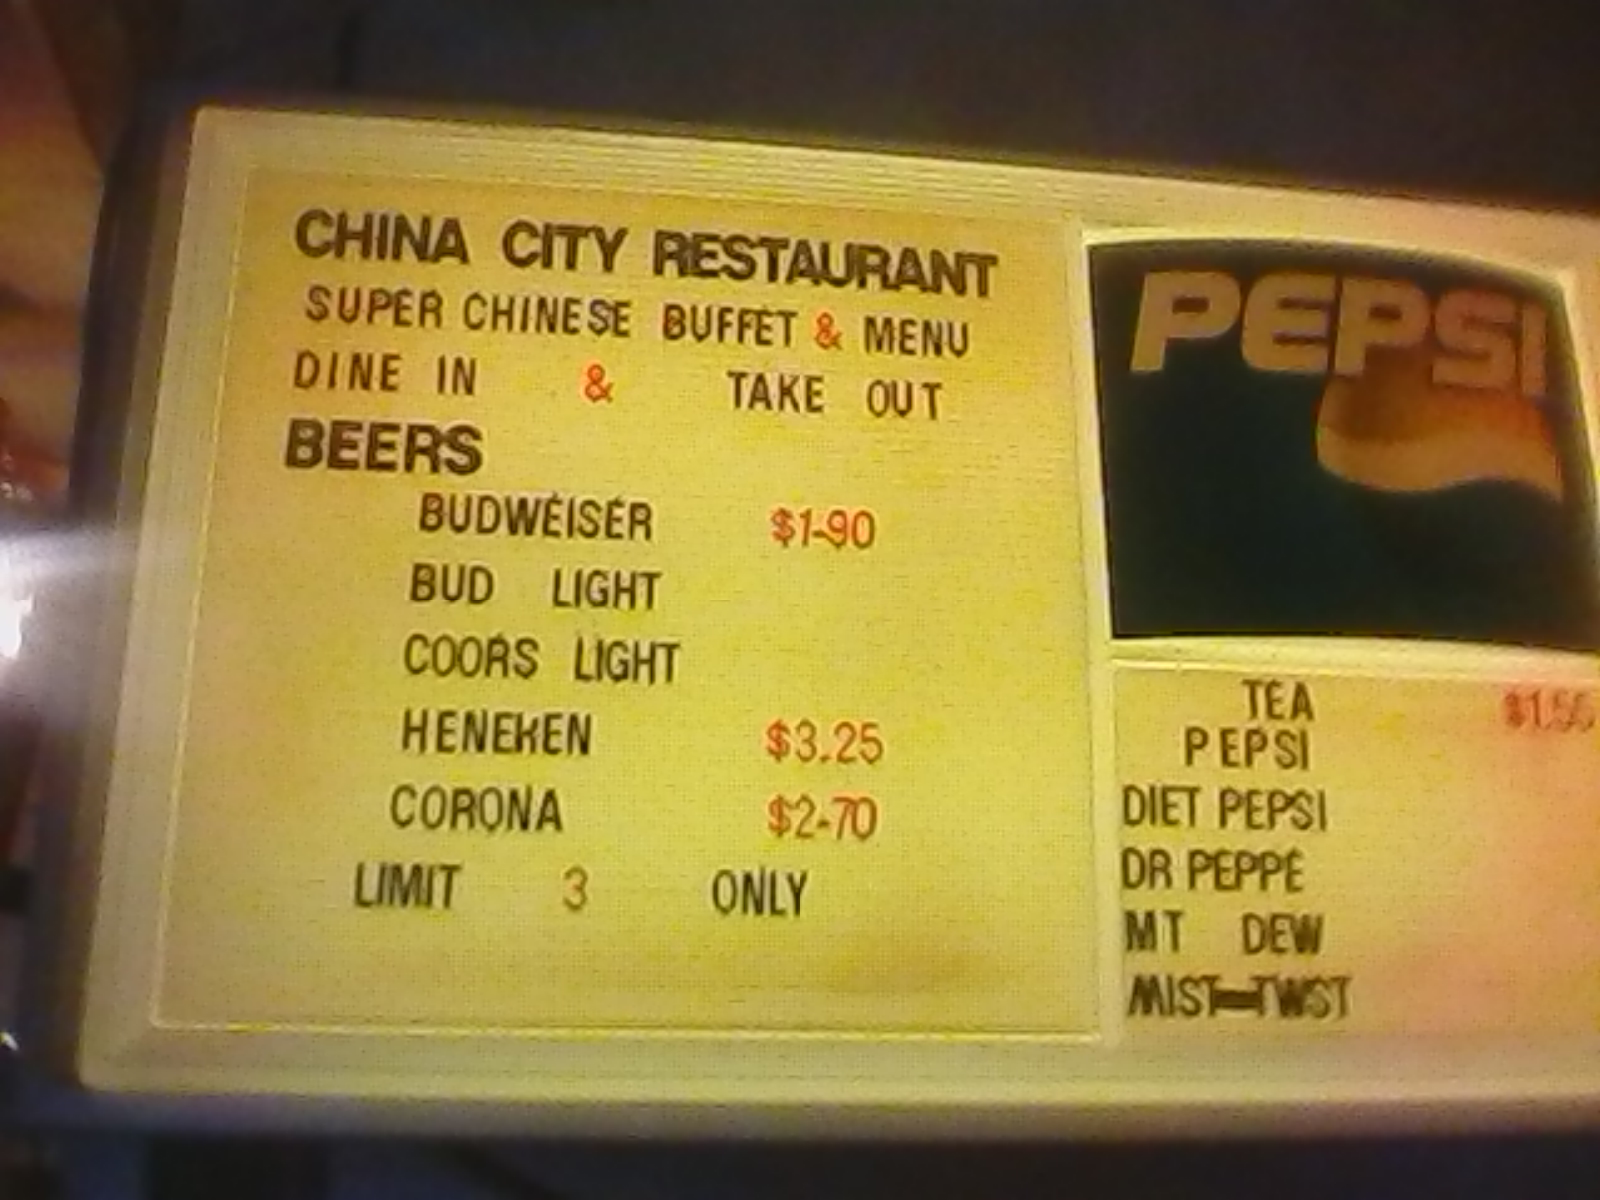 CHINA CITY RESTAURANT
SUPER CHINESE BUFFET & MENU
DINE IN & TAKE OUT
BEERS
BUDWEISER $1-90
BUD LIGHT
COORS LIGHT
HENEKEN $3.25
CORONA $2-70
LIMIT 3 ONLY
PEPSI
TEA
PEPSI
DIET PEPSI
DR PEPPE
MT DEW
MIST-TWST